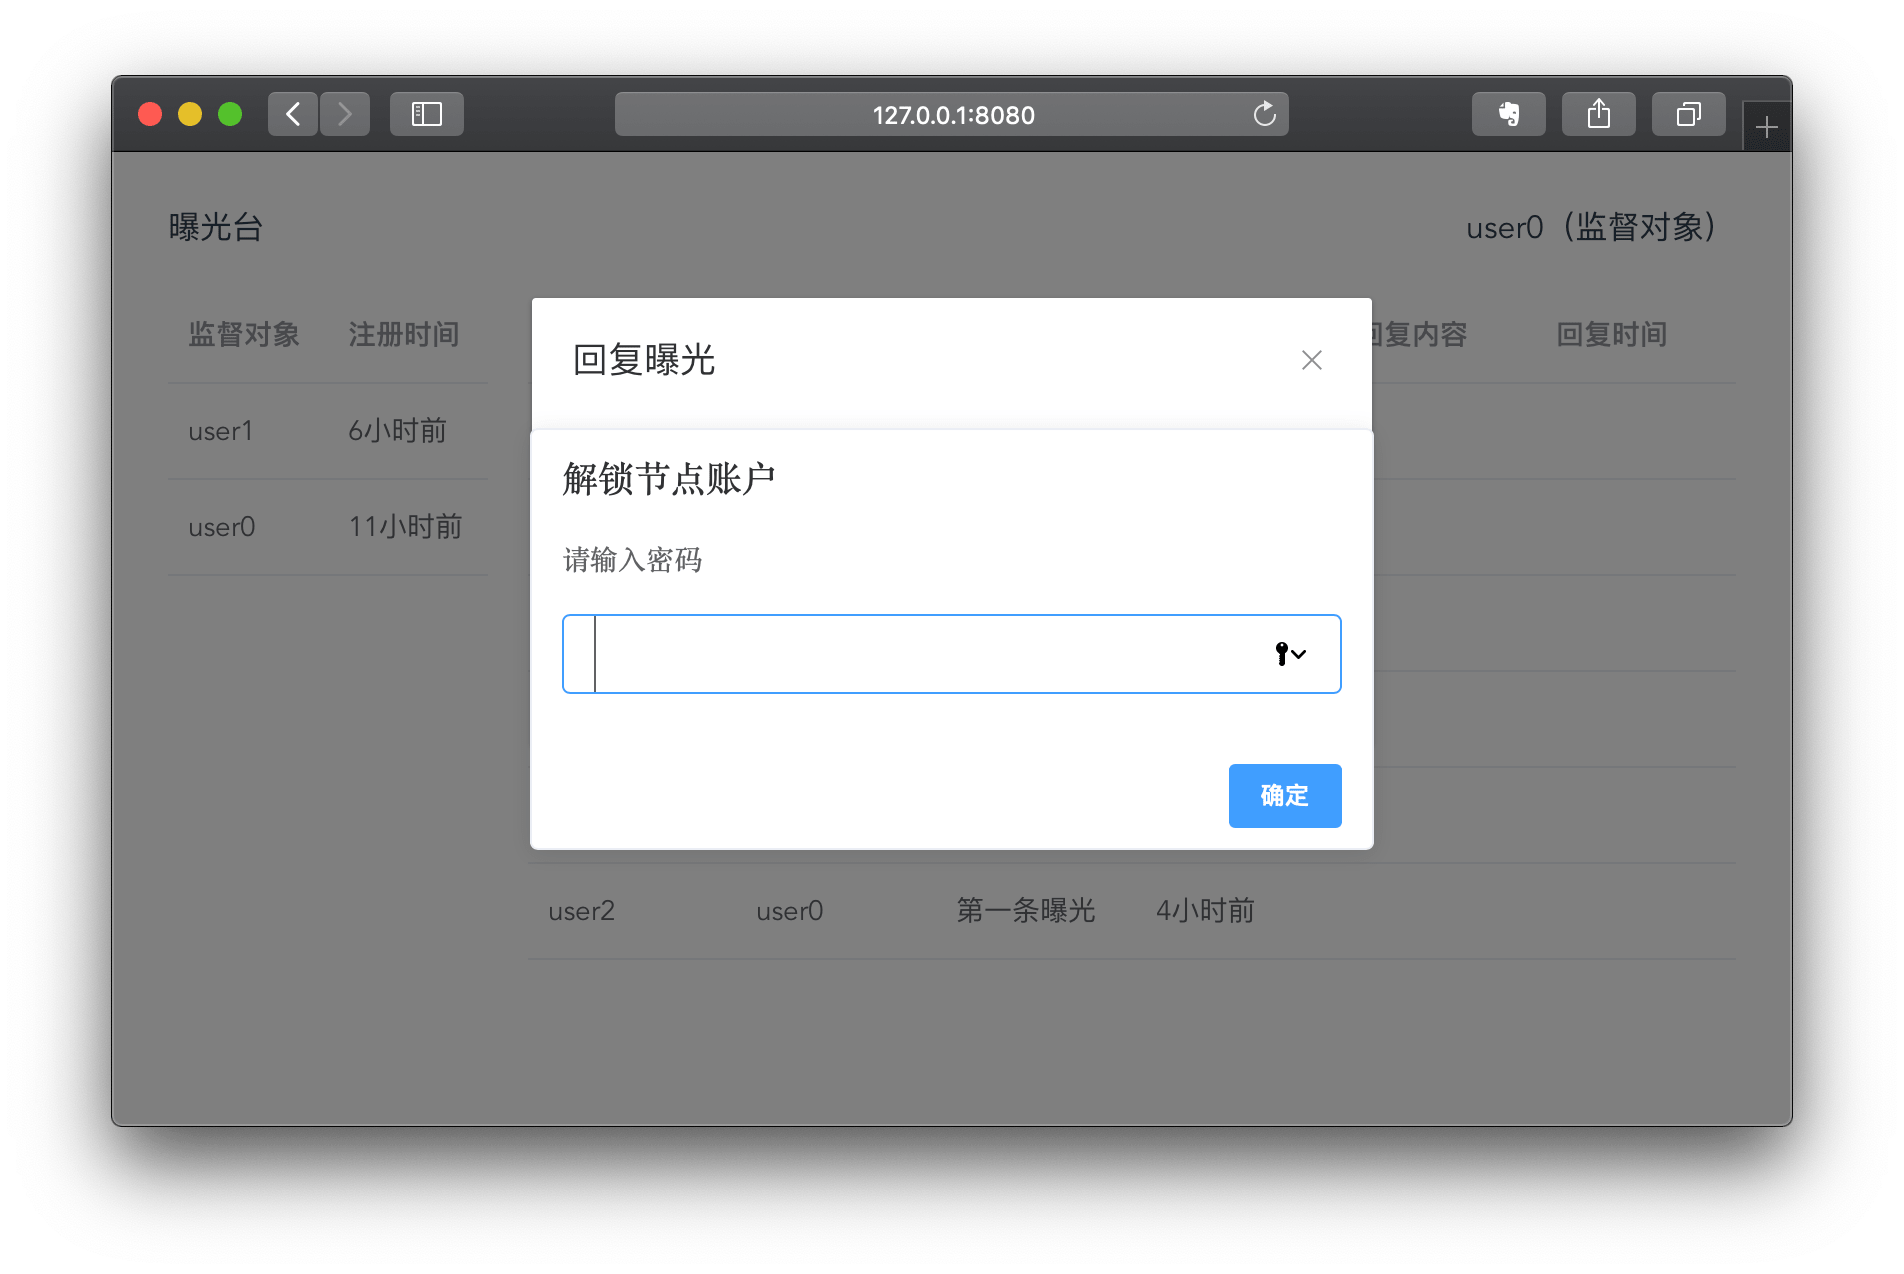 127.0.0.1:8080
曝光台
user0（监督对象）
监督对象 注册时间
回复内容 回复时间
user1 6小时前
user0 11小时前
回复曝光
解锁节点账户
请输入密码
确定
user2 user0 第一条曝光 4小时前